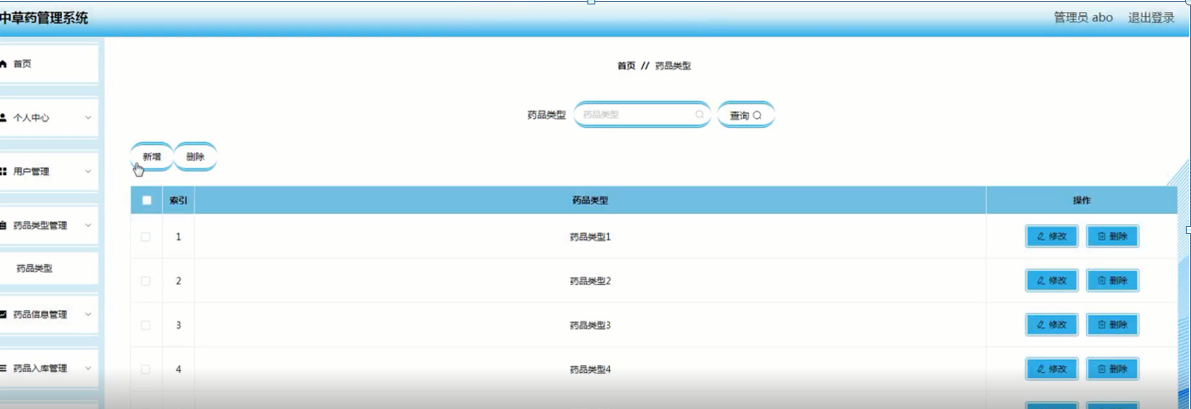 中草药管理系统
管理员 abo 退出登录
首页
个人中心
用户管理
药品类型管理
药品类型
药品信息管理
药品入库管理
首页 // 药品类型
药品类型 药品类型 查询
新增 删除
索引 药品类型 操作
1 药品类型1 修改 删除
2 药品类型2 修改 删除
3 药品类型3 修改 删除
4 药品类型4 修改 删除